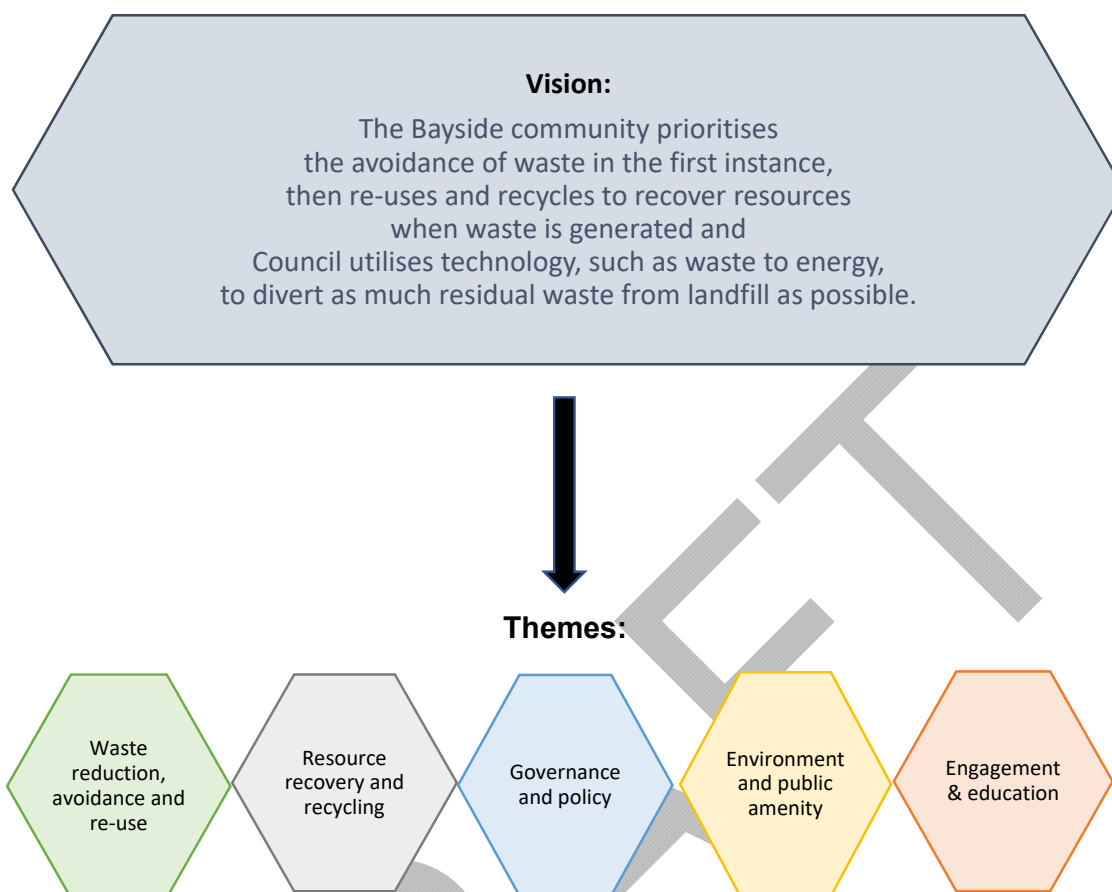 Vision:
The Bayside community prioritises
the avoidance of waste in the first instance,
then re-uses and recycles to recover resources
when waste is generated and
Council utilises technology, such as waste to energy,
to divert as much residual waste from landfill as possible.
Themes:
Waste
reduction,
avoidance and
re-use
Resource
recovery and
recycling
Governance
and policy
Environment
and public
amenity
Engagement
& education